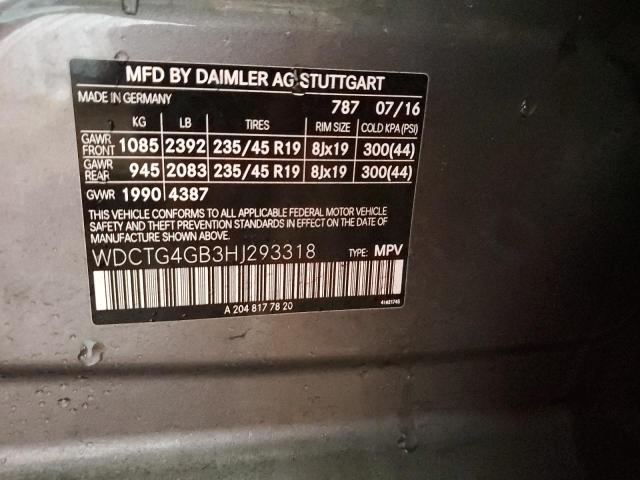 MFD BY DAIMLER AG STUTTGART
MADE IN GERMANY 787 07/16
KG LB TIRES RIM SIZE COLD KPA(PSI)
GAWR FRONT 1085 2392 235/45 R19 8Jx19 300(44)
GAWR REAR 945 2083 235/45 R19 8Jx19 300(44)
GVWR 1990 4387
THIS VEHICLE CONFORMS TO ALL APPLICABLE FEDERAL MOTOR VEHICLE
SAFETY AND THEFT PREVENTION STANDARDS IN EFFECT ON THE DATE OF
MANUFACTURE SHOWN ABOVE.
WDCTG4GB3HJ293318 TYPE: MPV
A 204 817 78 20